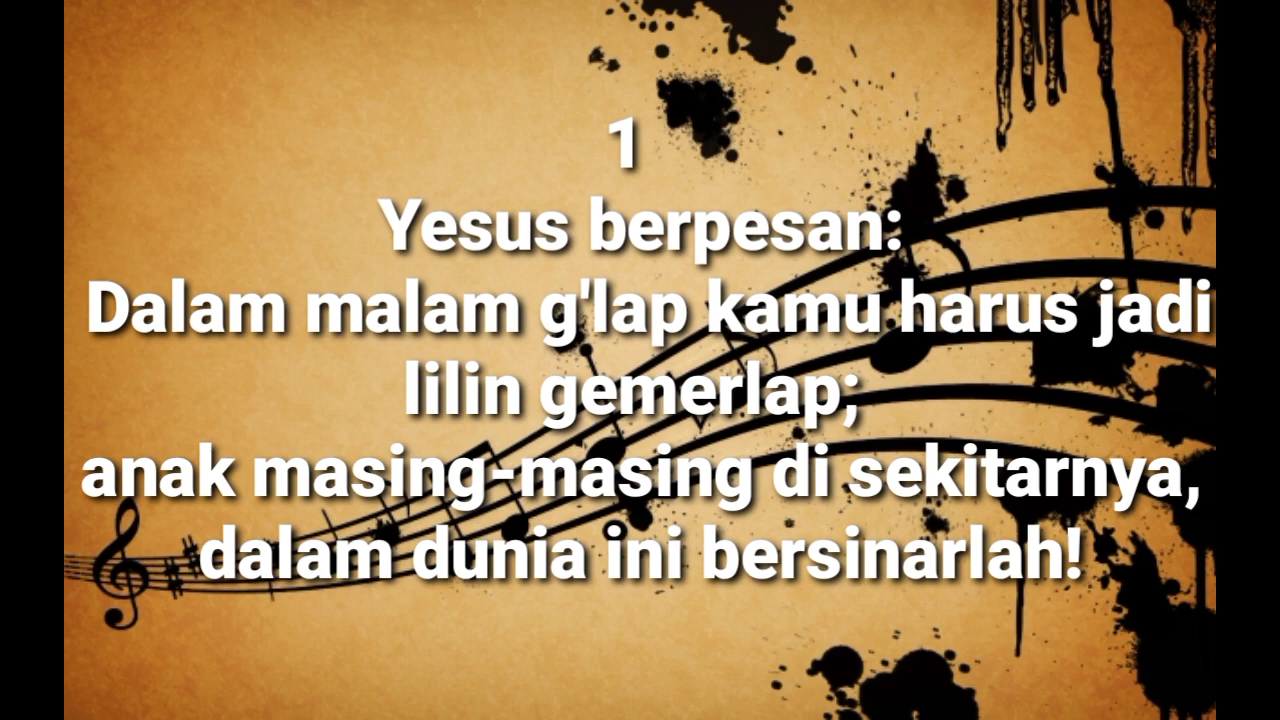 1
Yesus berpesan:
Dalam malam g'lap kamu harus jadi
lilin gemerlap;
anak masing-masing di sekitarnya,
dalam dunia ini bersinarlah!